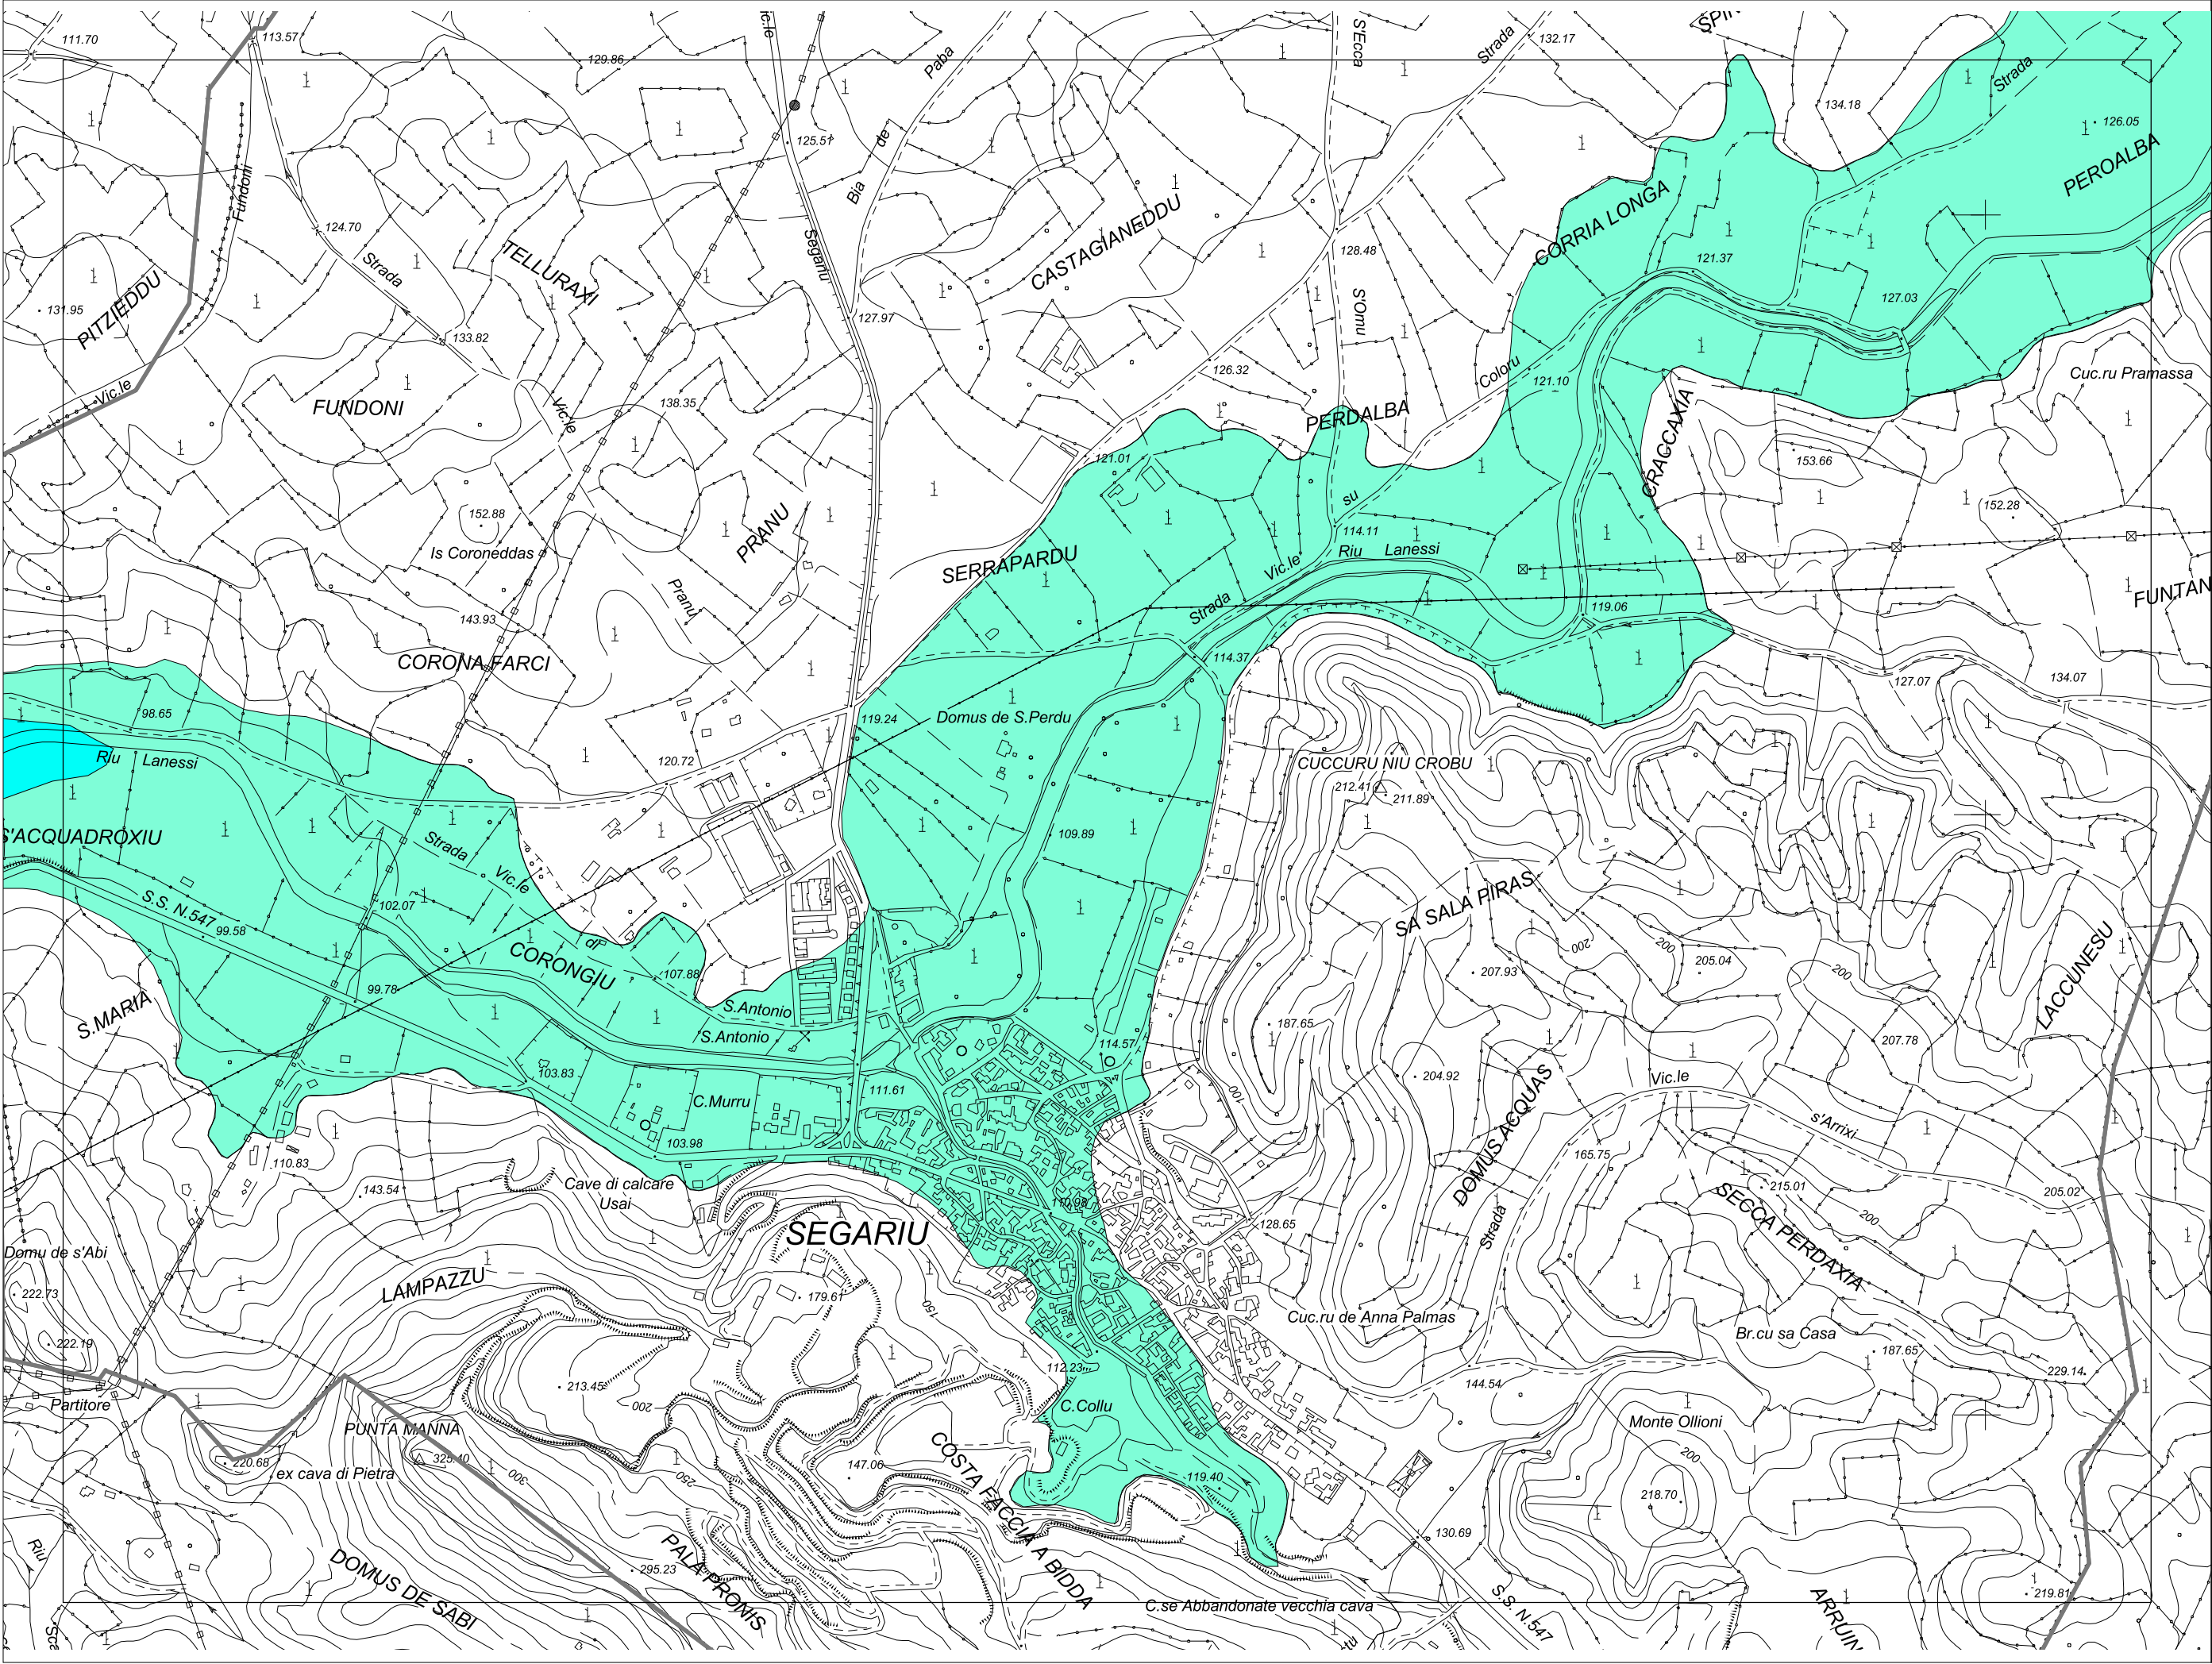 111.70
113.57
129.86
Vic.le
Paba
S'Ecca
Strada
132.17
Strada
134.18
126.05
PEROALBA
125.51
de
Bia
Fundoni
124.70
Strada
TELLURAXI
Segariu
CASTAGIANEDDU
128.48
CORRIA LONGA
121.37
127.03
131.95
PITZIEDDU
133.82
127.97
S'Omu
126.32
Coloru
121.10
Cuc.ru Pramassa
Vic.le
FUNDONI
Vic.le
138.35
PERDALBA
CRACCAXIA
121.01
153.66
152.88
Is Coroneddas
PRANU
su
114.11
Riu Lanessi
152.28
SERRAPARDU
Vic.le
Pranu
143.93
Strada
119.06
FUNTAN
CORONA FARCI
114.37
127.07
134.07
98.65
119.24
Domus de S.Perdu
Riu Lanessi
120.72
CUCCURU NIU CROBU
212.41
211.89
S'ACQUADROXIU
Strada
109.89
Vic.le
S.S. N.547
99.58
102.07
di
CORONGIU
107.88
SA SALA PIRAS
200
200
205.04
207.93
200
LACCUNESU
99.78
S.MARIA
S.Antonio
S.Antonio
187.65
114.57
207.78
103.83
C.Murru
111.61
100
204.92
DOMUS ACQUAS
Vic.le
s'Arrixi
103.98
110.83
165.75
143.54
Cave di calcare
Usai
215.01
205.02
SEGARIU
128.65
Strada
SECCA PERDAXIA
200
Domu de s'Abi
222.73
LAMPAZZU
179.61
150
Cuc.ru de Anna Palmas
Br.cu sa Casa
187.65
222.19
112.23
144.54
229.14
213.45
200
Partitore
C.Collu
PUNTA MANNA
325.40
Monte Ollioni
200
220.68
ex cava di Pietra
300
250
147.06
COSTA FACCIA A BIDDA
119.40
218.70
130.69
Riu
DOMUS DE SABI
295.23
PALA PRONIS
C.se Abbandonate vecchia cava
S.S. N.547
219.81
ARRUIN
Sca